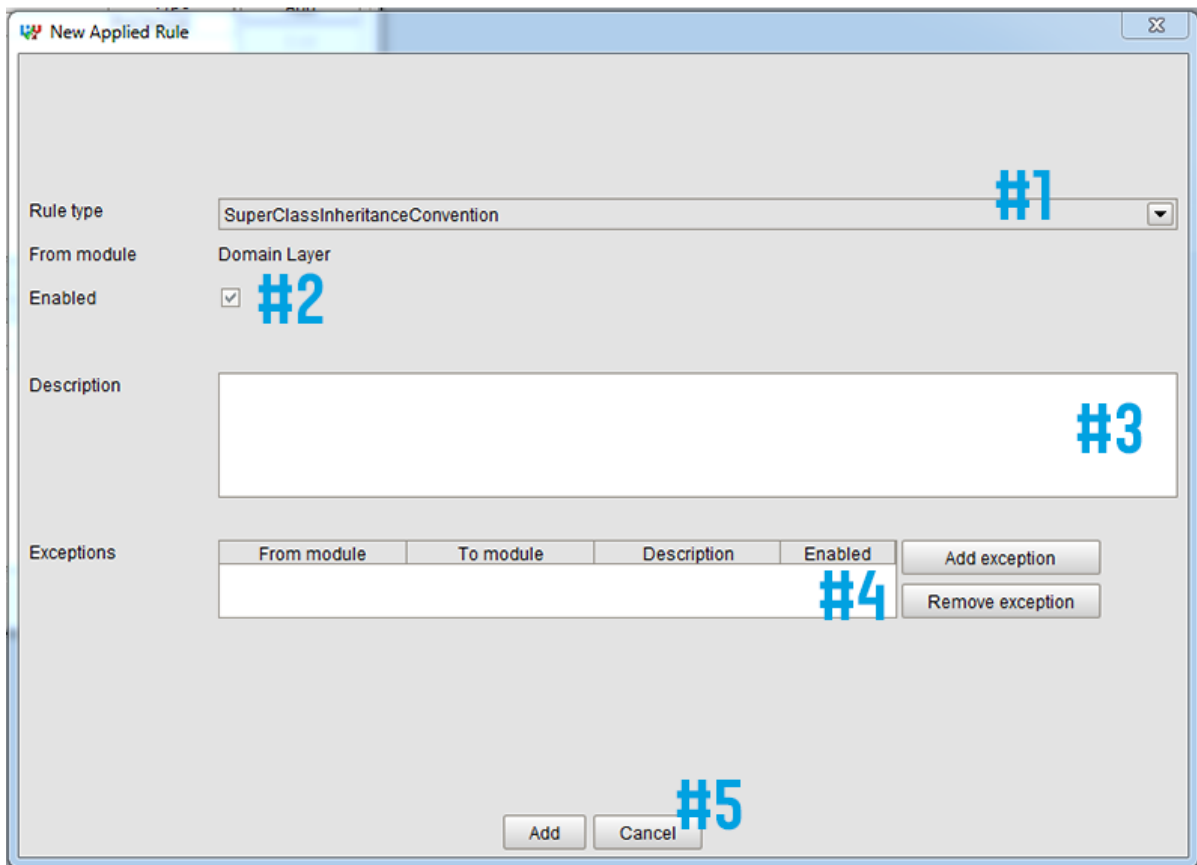 New Applied Rule
#1
Rule type SuperClassInheritanceConvention
From module Domain Layer
Enabled #2
Description
#3
Exceptions From module To module Description Enabled Add exception
#4 Remove exception
#5
Add Cancel